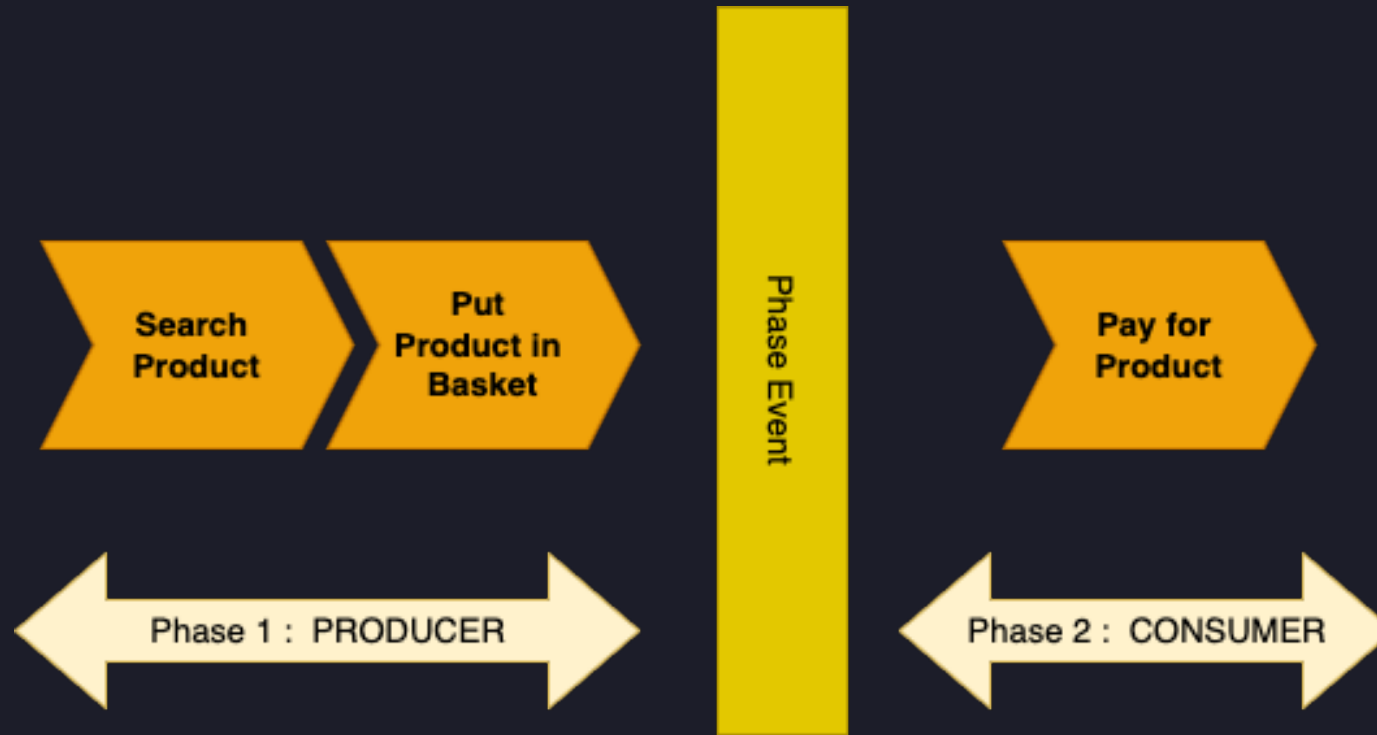 Search
Product
Put
Product in
Basket
Phase Event
Pay for
Product
Phase 1 :  PRODUCER
Phase 2 :  CONSUMER